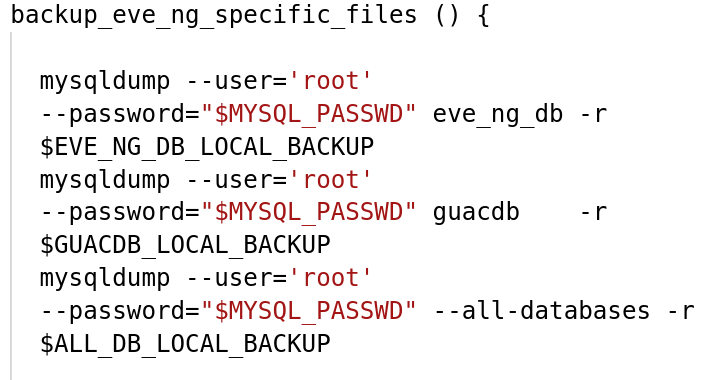 backup_eve_ng_specific_files () {
mysqldump --user='root'
--password="$MYSQL_PASSWD" eve_ng_db -r
$EVE_NG_DB_LOCAL_BACKUP
mysqldump --user='root'
--password="$MYSQL_PASSWD" guacdb    -r
$GUACDB_LOCAL_BACKUP
mysqldump --user='root'
--password="$MYSQL_PASSWD" --all-databases -r
$ALL_DB_LOCAL_BACKUP